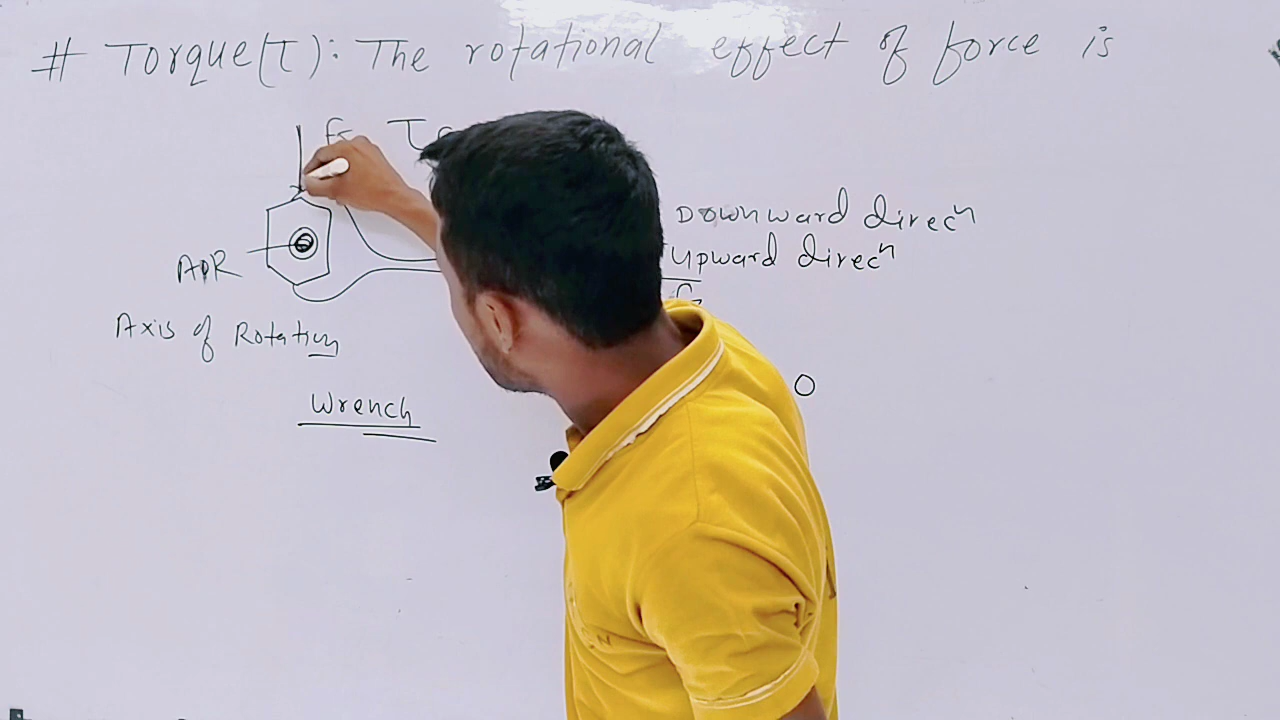 # Torque(τ): The rotational effect of force is
F
Downward direcⁿ
Upward direcⁿ
AOR
Axis of Rotation
Wrench